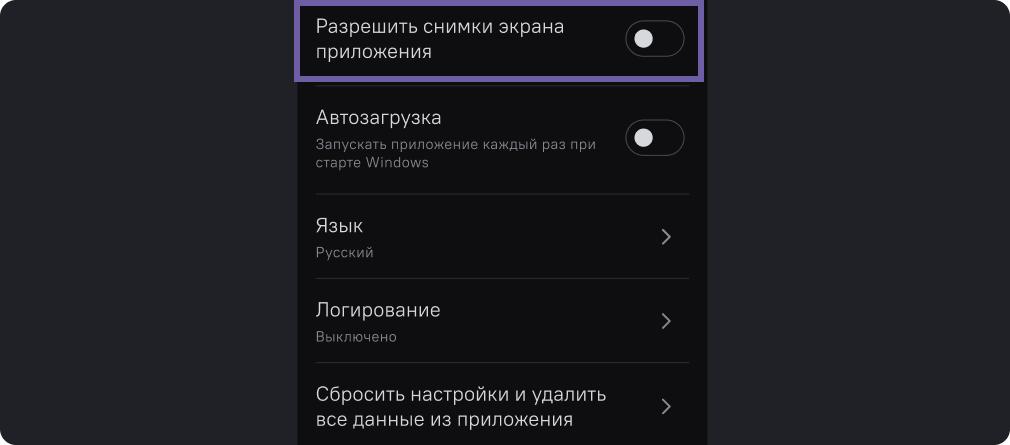 Разрешить снимки экрана
приложения
Автозагрузка
Запускать приложение каждый раз при
старте Windows
Язык
Русский
Логирование
Выключено
Сбросить настройки и удалить
все данные из приложения